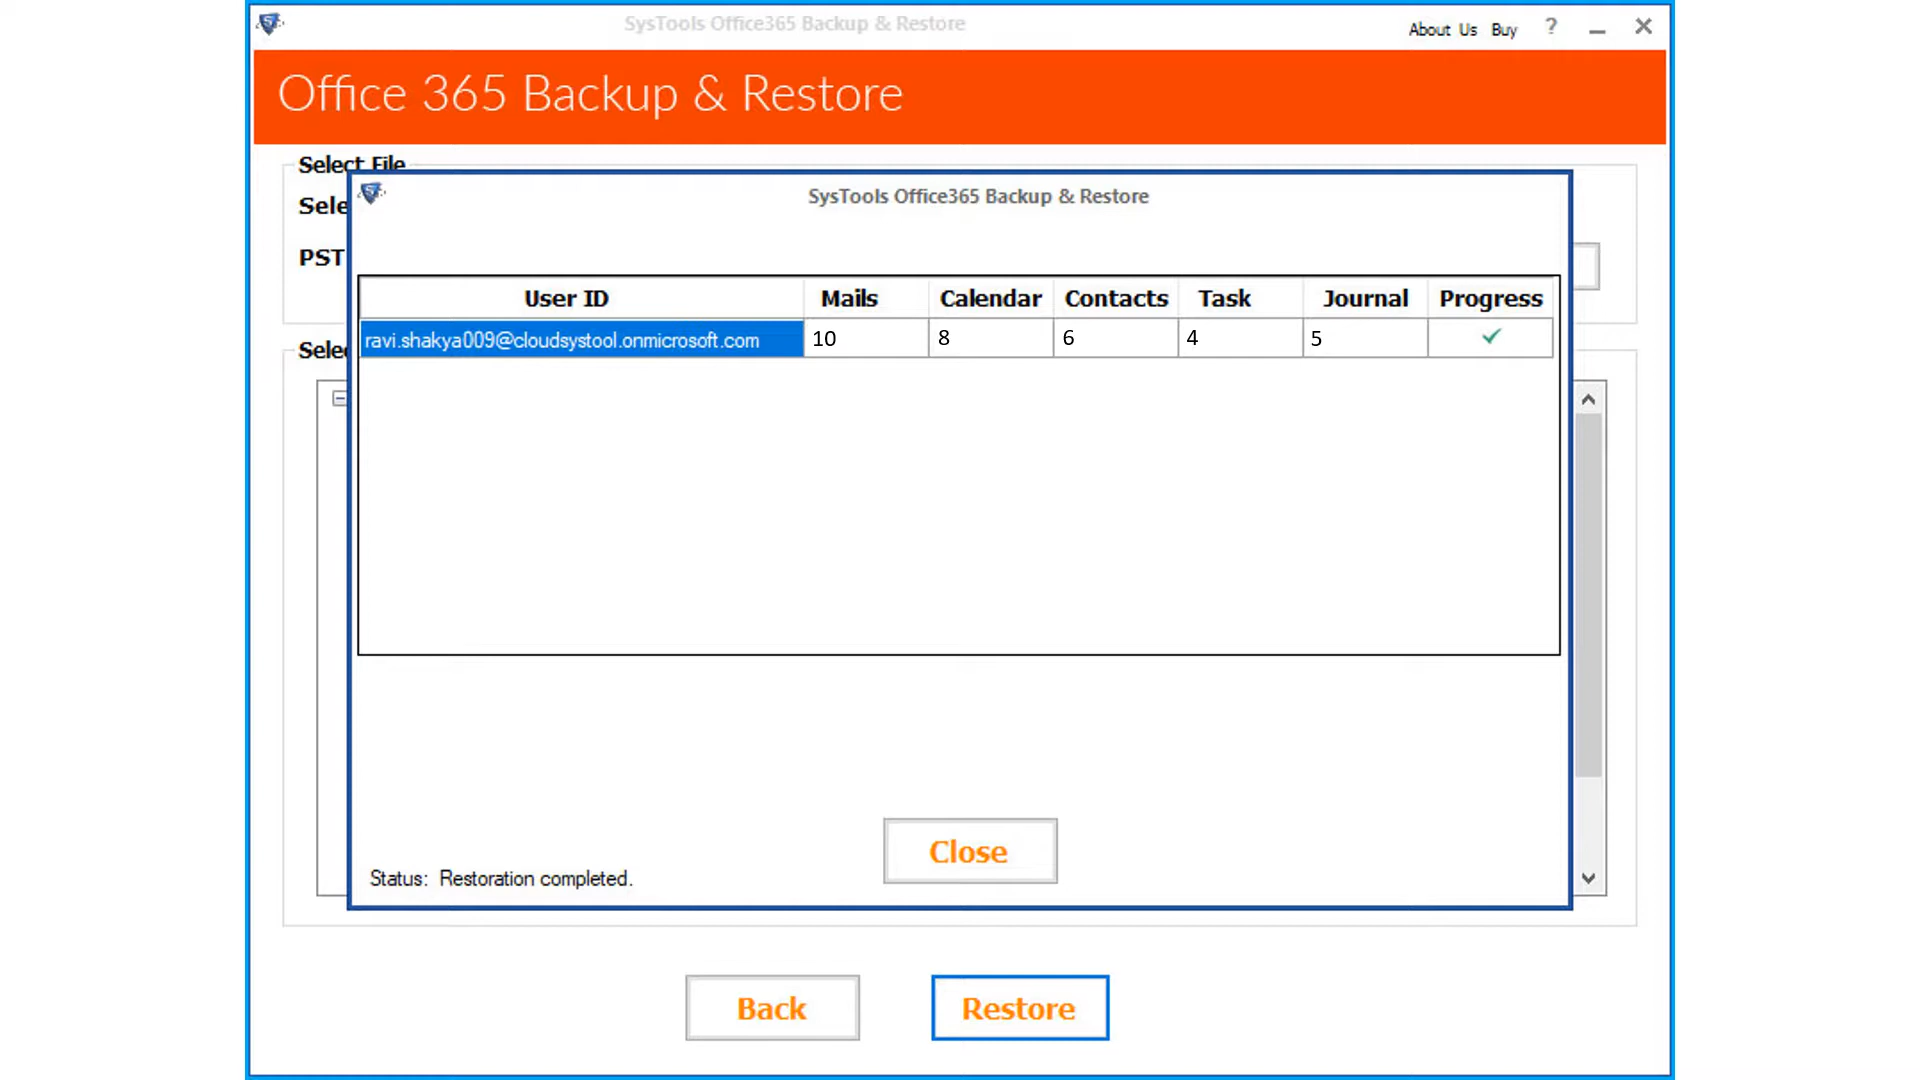 SysTools Office365 Backup & Restore
About Us Buy ?
Office 365 Backup & Restore
Select File
Sele
PST
SysTools Office365 Backup & Restore
User ID Mails Calendar Contacts Task Journal Progress
ravi.shakya009@cloudsystool.onmicrosoft.com 10 8 6 4 5
Selec
Close
Status: Restoration completed.
Back Restore